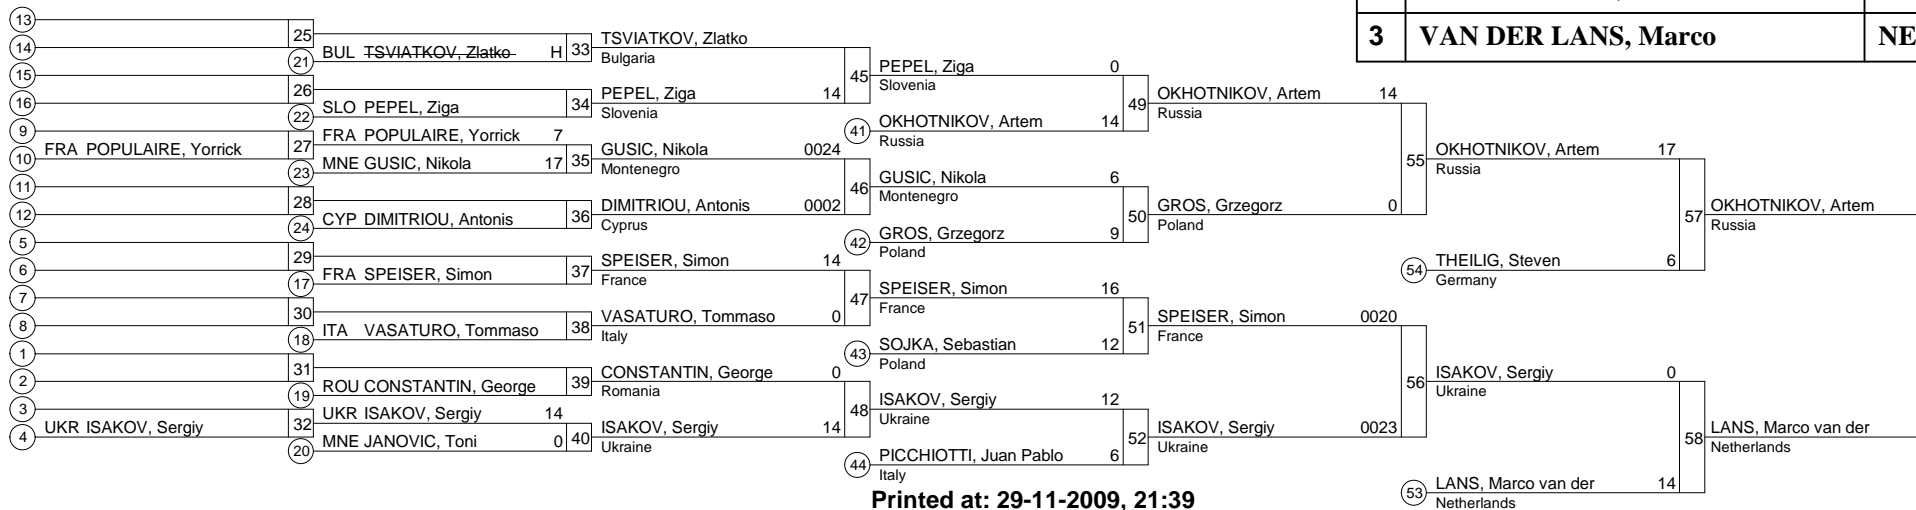 3 VAN DER LANS, Marco NE
13
14
15
16
9
10 FRA POPULAIRE, Yorrick
11
12
5
6
7
8
1
2
3
4 UKR ISAKOV, Sergiy
25
21 BUL TSVIATKOV, Zlatko H 33
26
22 SLO PEPEL, Ziga 34
27 FRA POPULAIRE, Yorrick 7
23 MNE GUSIC, Nikola 17 35
28
24 CYP DIMITRIOU, Antonis 36
29
17 FRA SPEISER, Simon 37
30
18 ITA VASATURO, Tommaso 38
31
19 ROU CONSTANTIN, George 39
32 UKR ISAKOV, Sergiy 14
20 MNE JANOVIC, Toni 0 40
TSVIATKOV, Zlatko
Bulgaria
45
PEPEL, Ziga 14
Slovenia
GUSIC, Nikola 0024
Montenegro
46
DIMITRIOU, Antonis 0002
Cyprus
SPEISER, Simon 14
France
47
VASATURO, Tommaso 0
Italy
CONSTANTIN, George 0
Romania
48
ISAKOV, Sergiy 14
Ukraine
PEPEL, Ziga 0
Slovenia
49
41 OKHOTNIKOV, Artem 14
Russia
GUSIC, Nikola 6
Montenegro
50
42 GROS, Grzegorz 9
Poland
SPEISER, Simon 16
France
51
43 SOJKA, Sebastian 12
Poland
ISAKOV, Sergiy 12
Ukraine
52
44 PICCHIOTTI, Juan Pablo 6
Italy
OKHOTNIKOV, Artem 14
Russia
55
GROS, Grzegorz 0
Poland
SPEISER, Simon 0020
France
56
ISAKOV, Sergiy 0023
Ukraine
OKHOTNIKOV, Artem 17
Russia
57
54 THEILIG, Steven 6
Germany
ISAKOV, Sergiy 0
Ukraine
58
53 LANS, Marco van der 14
Netherlands
OKHOTNIKOV, Artem
Russia
LANS, Marco van der
Netherlands
Printed at: 29-11-2009, 21:39